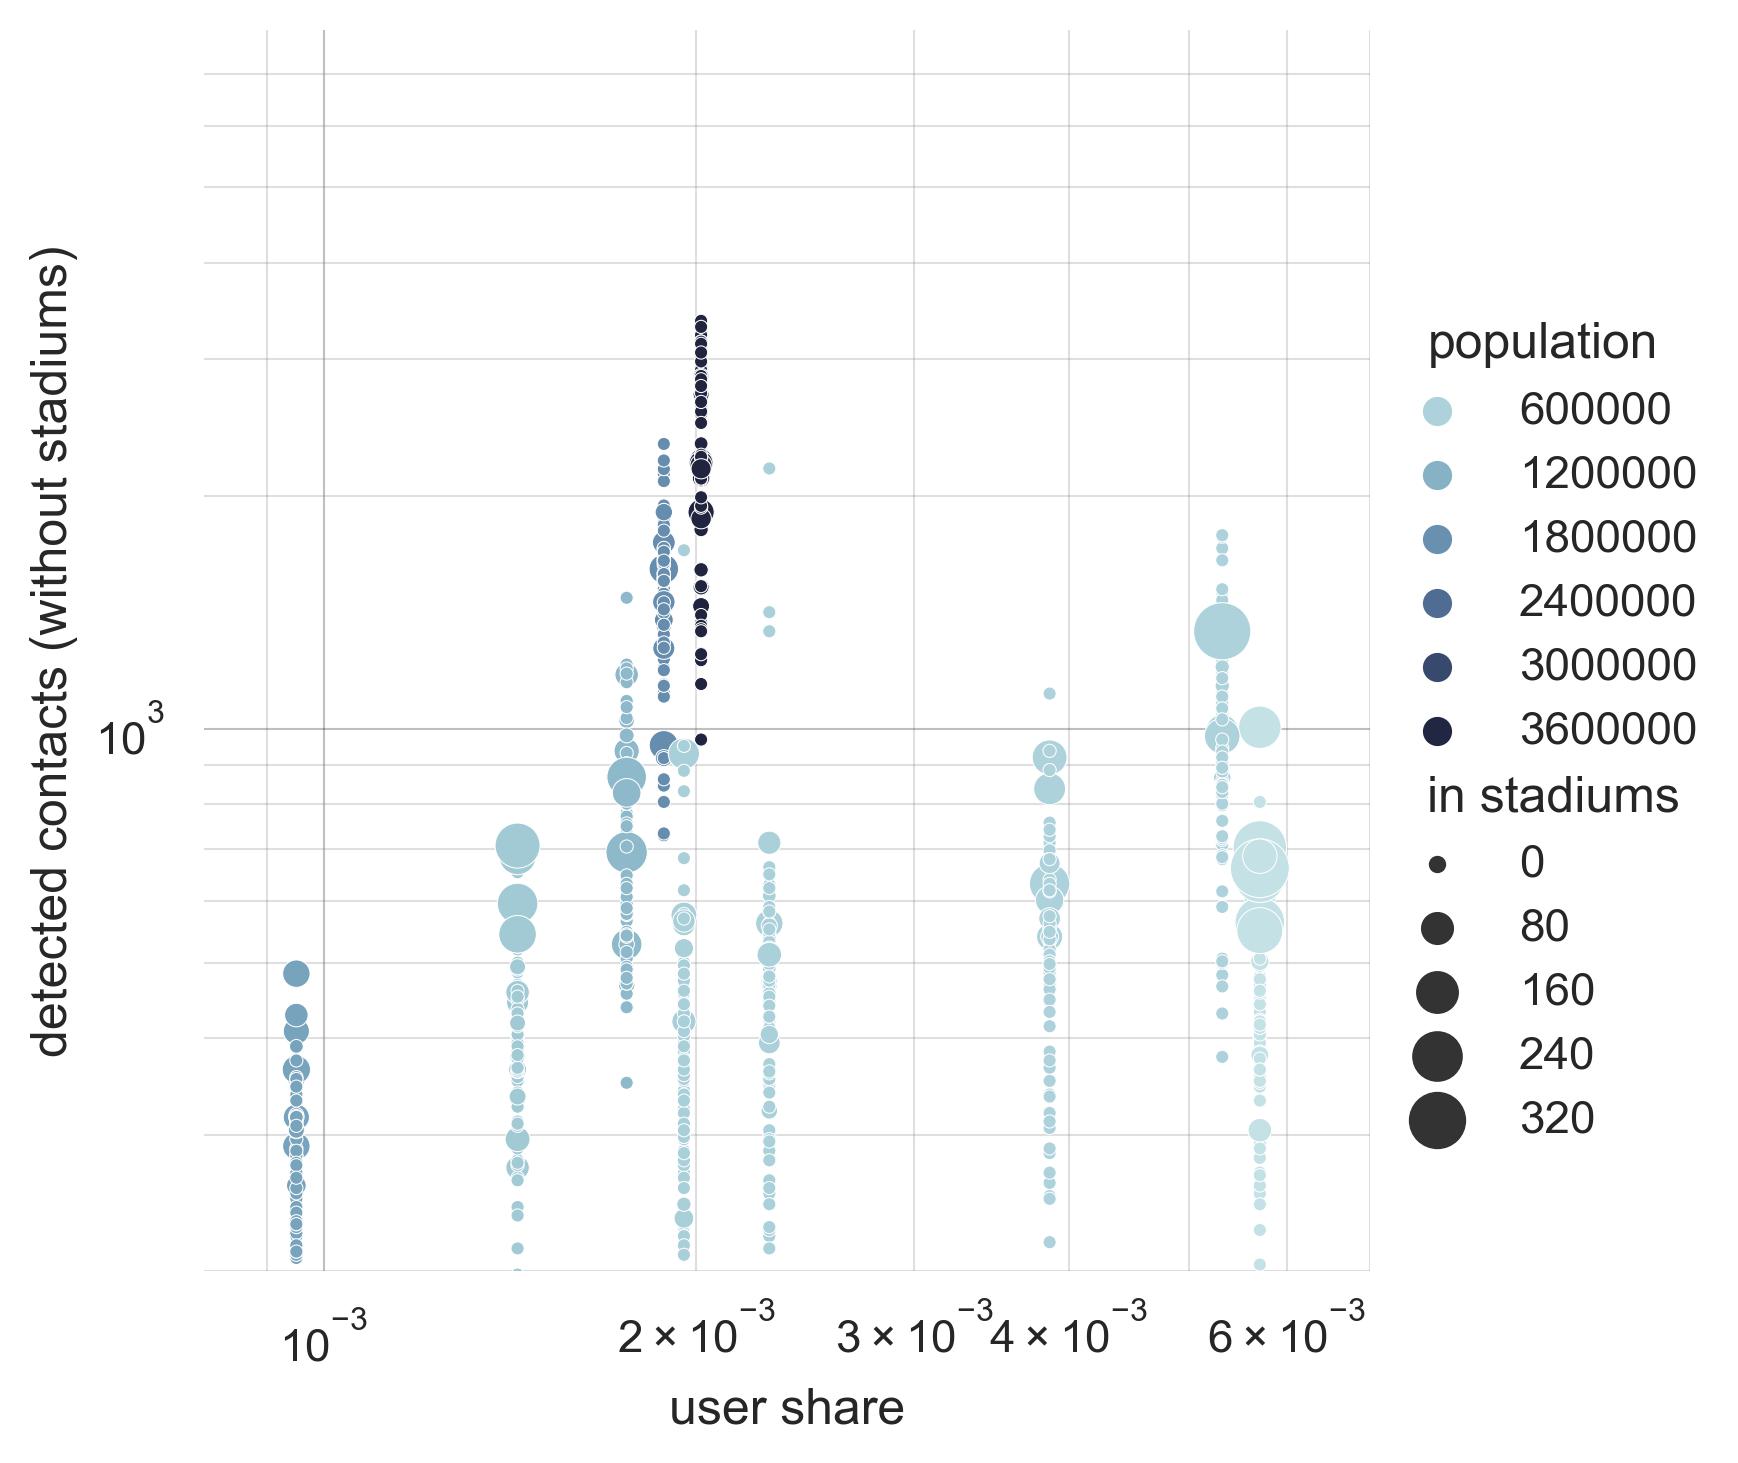 detected contacts (without stadiums)
10³
10⁻³
2 × 10⁻³
3 × 10⁻³
4 × 10⁻³
6 × 10⁻³
user share
population
600000
1200000
1800000
2400000
3000000
3600000
in stadiums
0
80
160
240
320